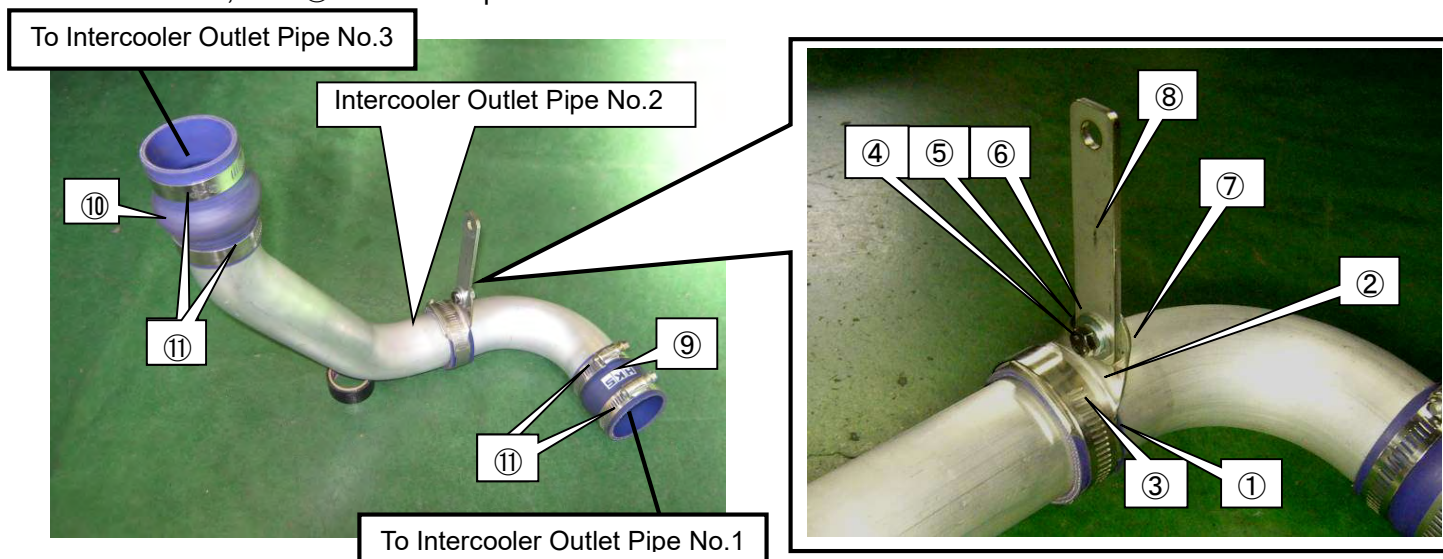 To Intercooler Outlet Pipe No.3
Intercooler Outlet Pipe No.2
⑩
⑪
⑨
HKS
⑪
To Intercooler Outlet Pipe No.1
⑧
④ ⑤ ⑥
⑦
②
③ ①